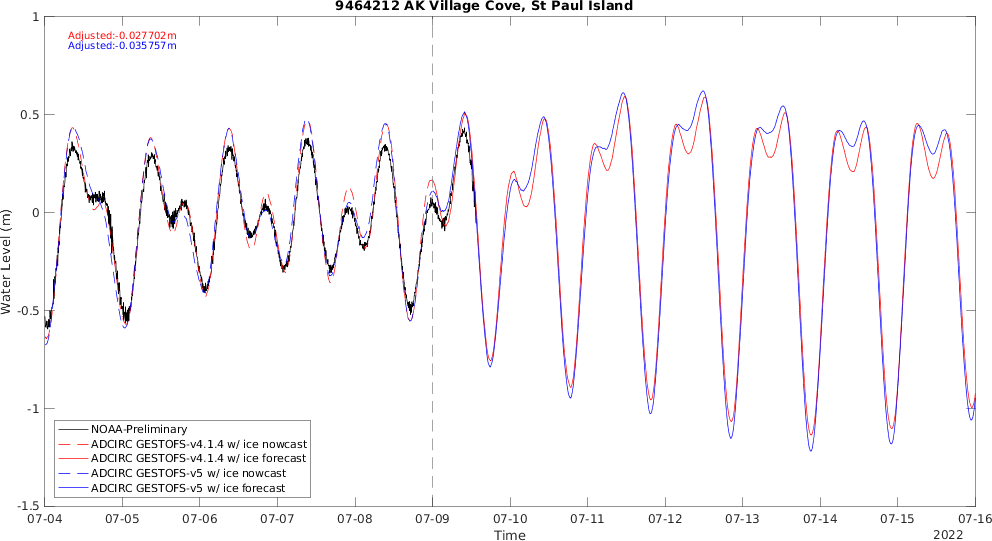 9464212 AK Village Cove, St Paul Island
Adjusted:-0.027702m
Adjusted:-0.035757m
1
0.5
0
-0.5
-1
-1.5
Water Level (m)
NOAA-Preliminary
ADCIRC GESTOFS-v4.1.4 w/ ice nowcast
ADCIRC GESTOFS-v4.1.4 w/ ice forecast
ADCIRC GESTOFS-v5 w/ ice nowcast
ADCIRC GESTOFS-v5 w/ ice forecast
07-04 07-05 07-06 07-07 07-08 07-09 07-10 07-11 07-12 07-13 07-14 07-15 07-16
Time
2022